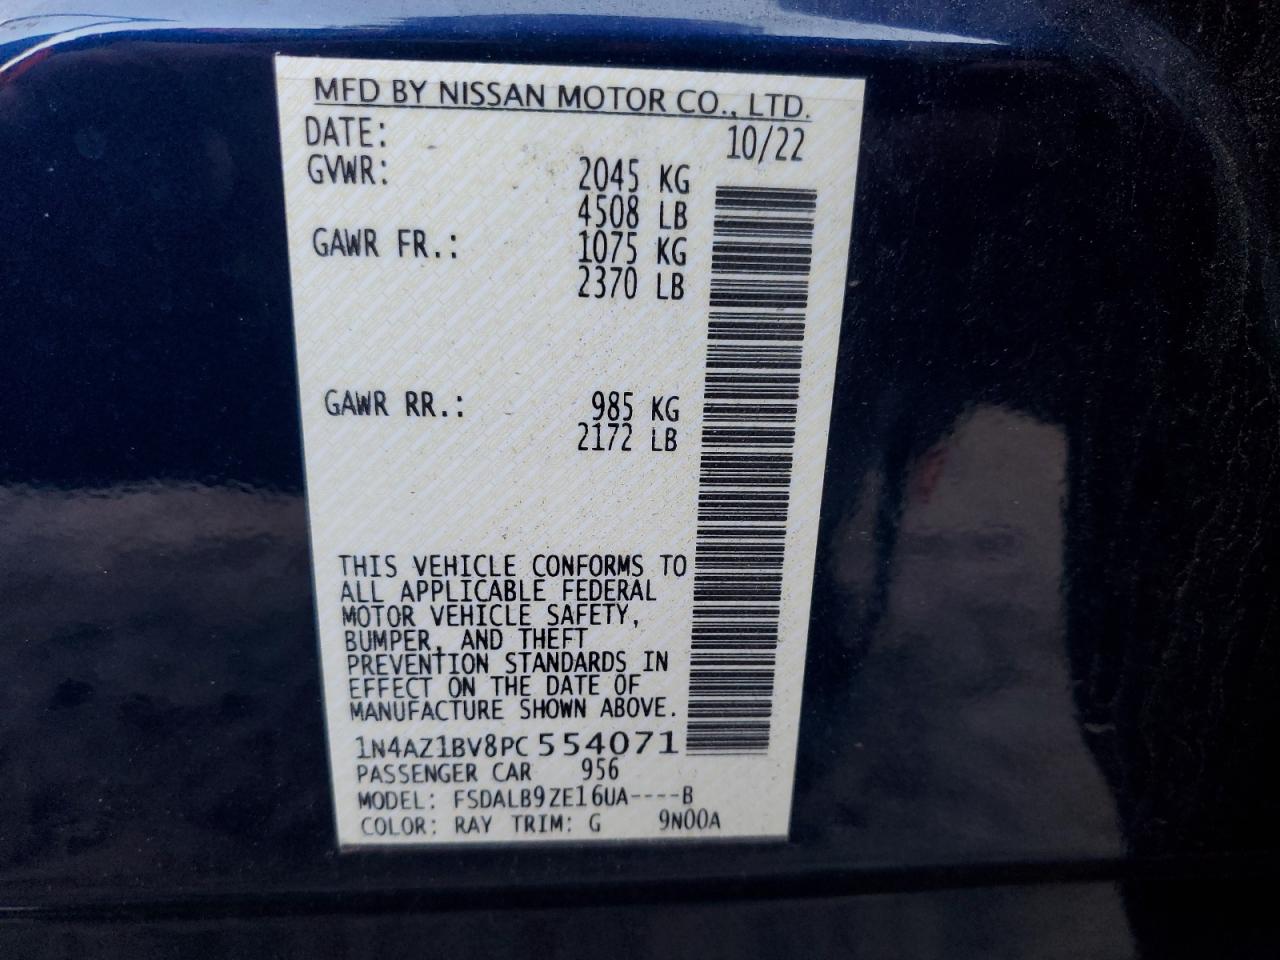 MFD BY NISSAN MOTOR CO., LTD.
DATE: 10/22
GVWR: 2045 KG
4508 LB
GAWR FR.: 1075 KG
2370 LB
GAWR RR.: 985 KG
2172 LB
THIS VEHICLE CONFORMS TO
ALL APPLICABLE FEDERAL
MOTOR VEHICLE SAFETY,
BUMPER, AND THEFT
PREVENTION STANDARDS IN
EFFECT ON THE DATE OF
MANUFACTURE SHOWN ABOVE.
1N4AZ1BV8PC554071
PASSENGER CAR 956
MODEL: FSDALB9ZE16UA----B
COLOR: RAY TRIM: G 9N00A